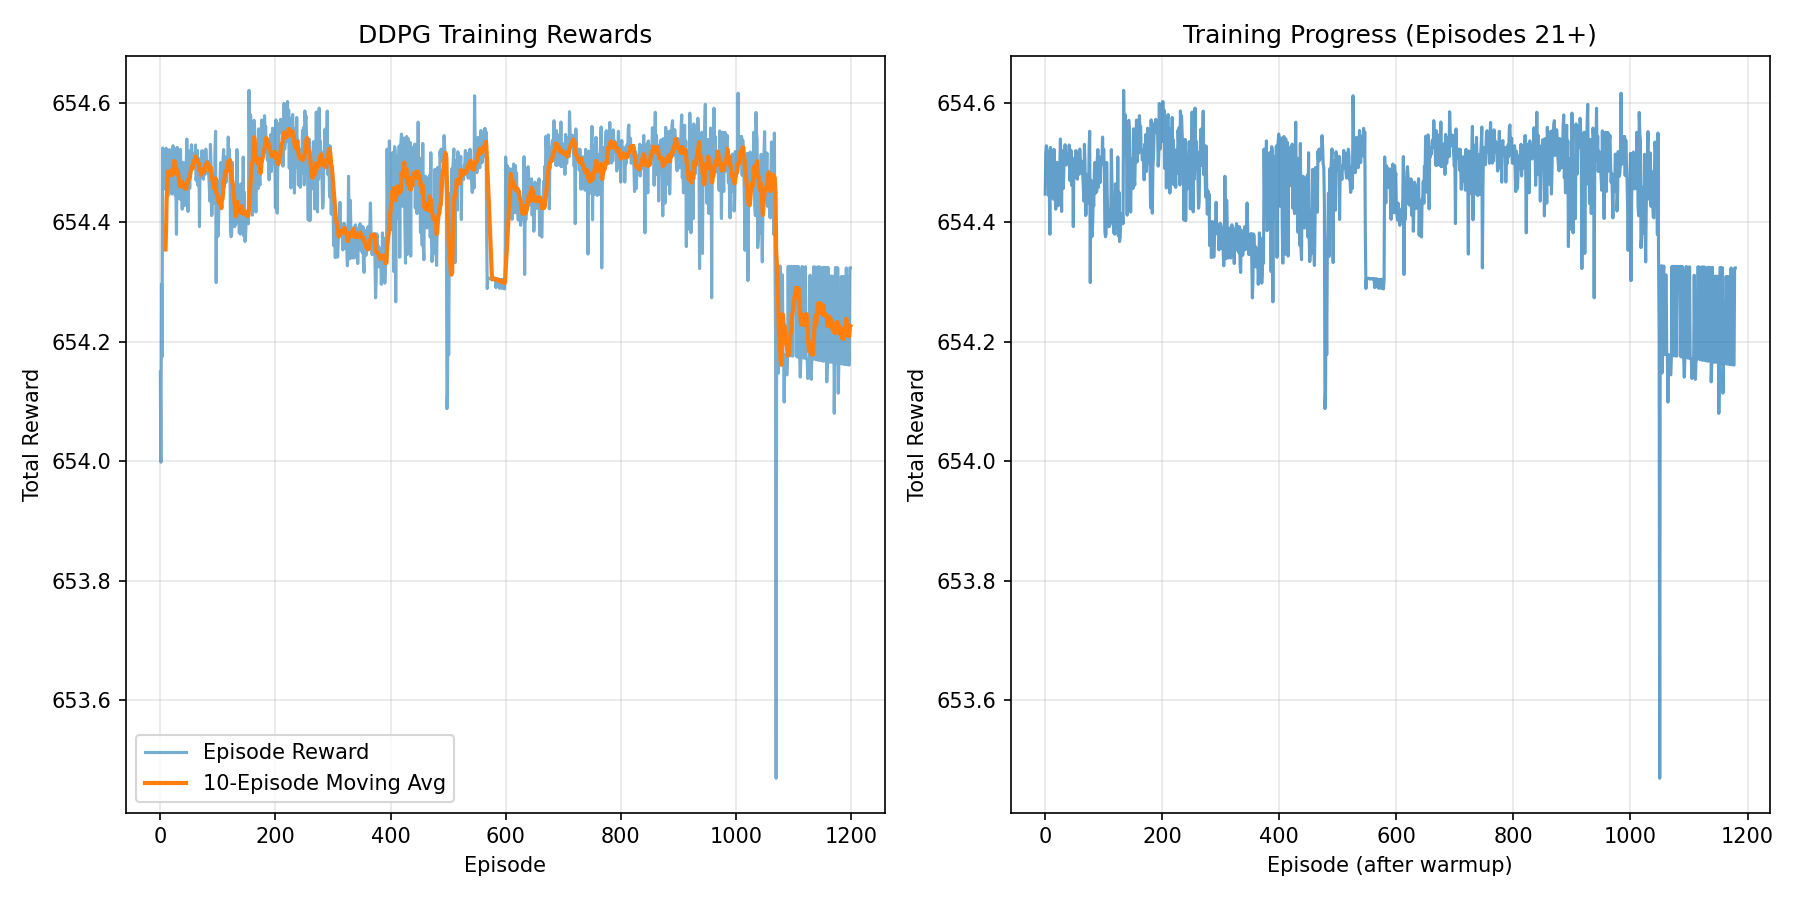 DDPG Training Rewards
654.6
654.4
654.2
654.0
653.8
653.6
Total Reward
Episode Reward
10-Episode Moving Avg
0 200 400 600 800 1000 1200
Episode
Training Progress (Episodes 21+)
654.6
654.4
654.2
654.0
653.8
653.6
Total Reward
0 200 400 600 800 1000 1200
Episode (after warmup)